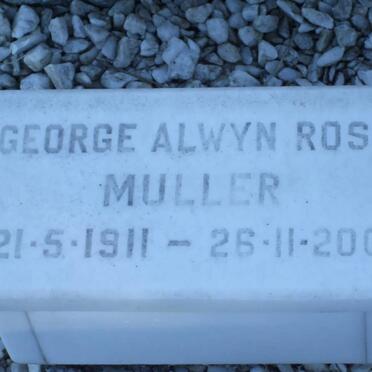 GEORGE ALWYN ROS
MULLER
21·5·1911 – 26·11·200